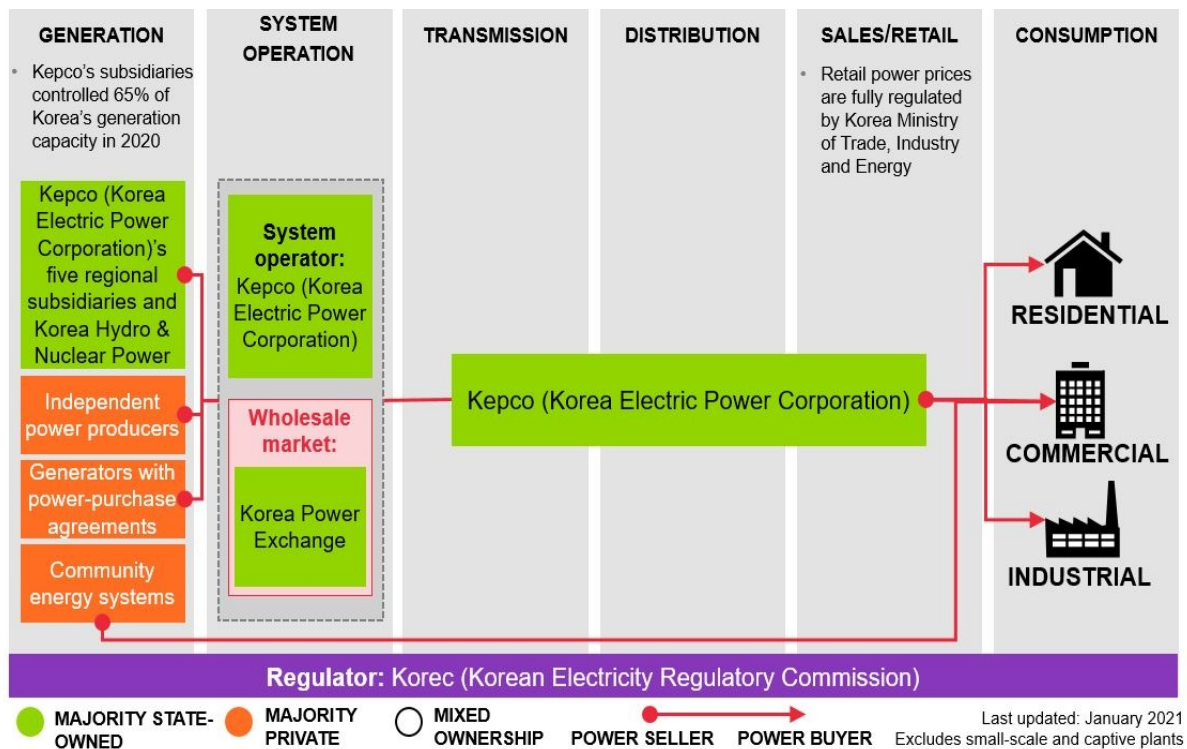 GENERATION
• Kepco's subsidiaries
controlled 65% of
Korea's generation
capacity in 2020
Kepco (Korea
Electric Power
Corporation)'s
five regional
subsidiaries and
Korea Hydro &
Nuclear Power
Independent
power producers
Generators with
power-purchase
agreements
Community
energy systems
SYSTEM
OPERATION
System
operator:
Kepco (Korea
Electric Power
Corporation)
Wholesale
market:
Korea Power
Exchange
TRANSMISSION
DISTRIBUTION
Kepco (Korea Electric Power Corporation)
SALES/RETAIL
• Retail power prices
are fully regulated
by Korea Ministry
of Trade, Industry
and Energy
CONSUMPTION
RESIDENTIAL
COMMERCIAL
INDUSTRIAL
Regulator: Korec (Korean Electricity Regulatory Commission)
MAJORITY STATE-
OWNED
MAJORITY
PRIVATE
MIXED
OWNERSHIP
POWER SELLER
POWER BUYER
Last updated: January 2021
Excludes small-scale and captive plants